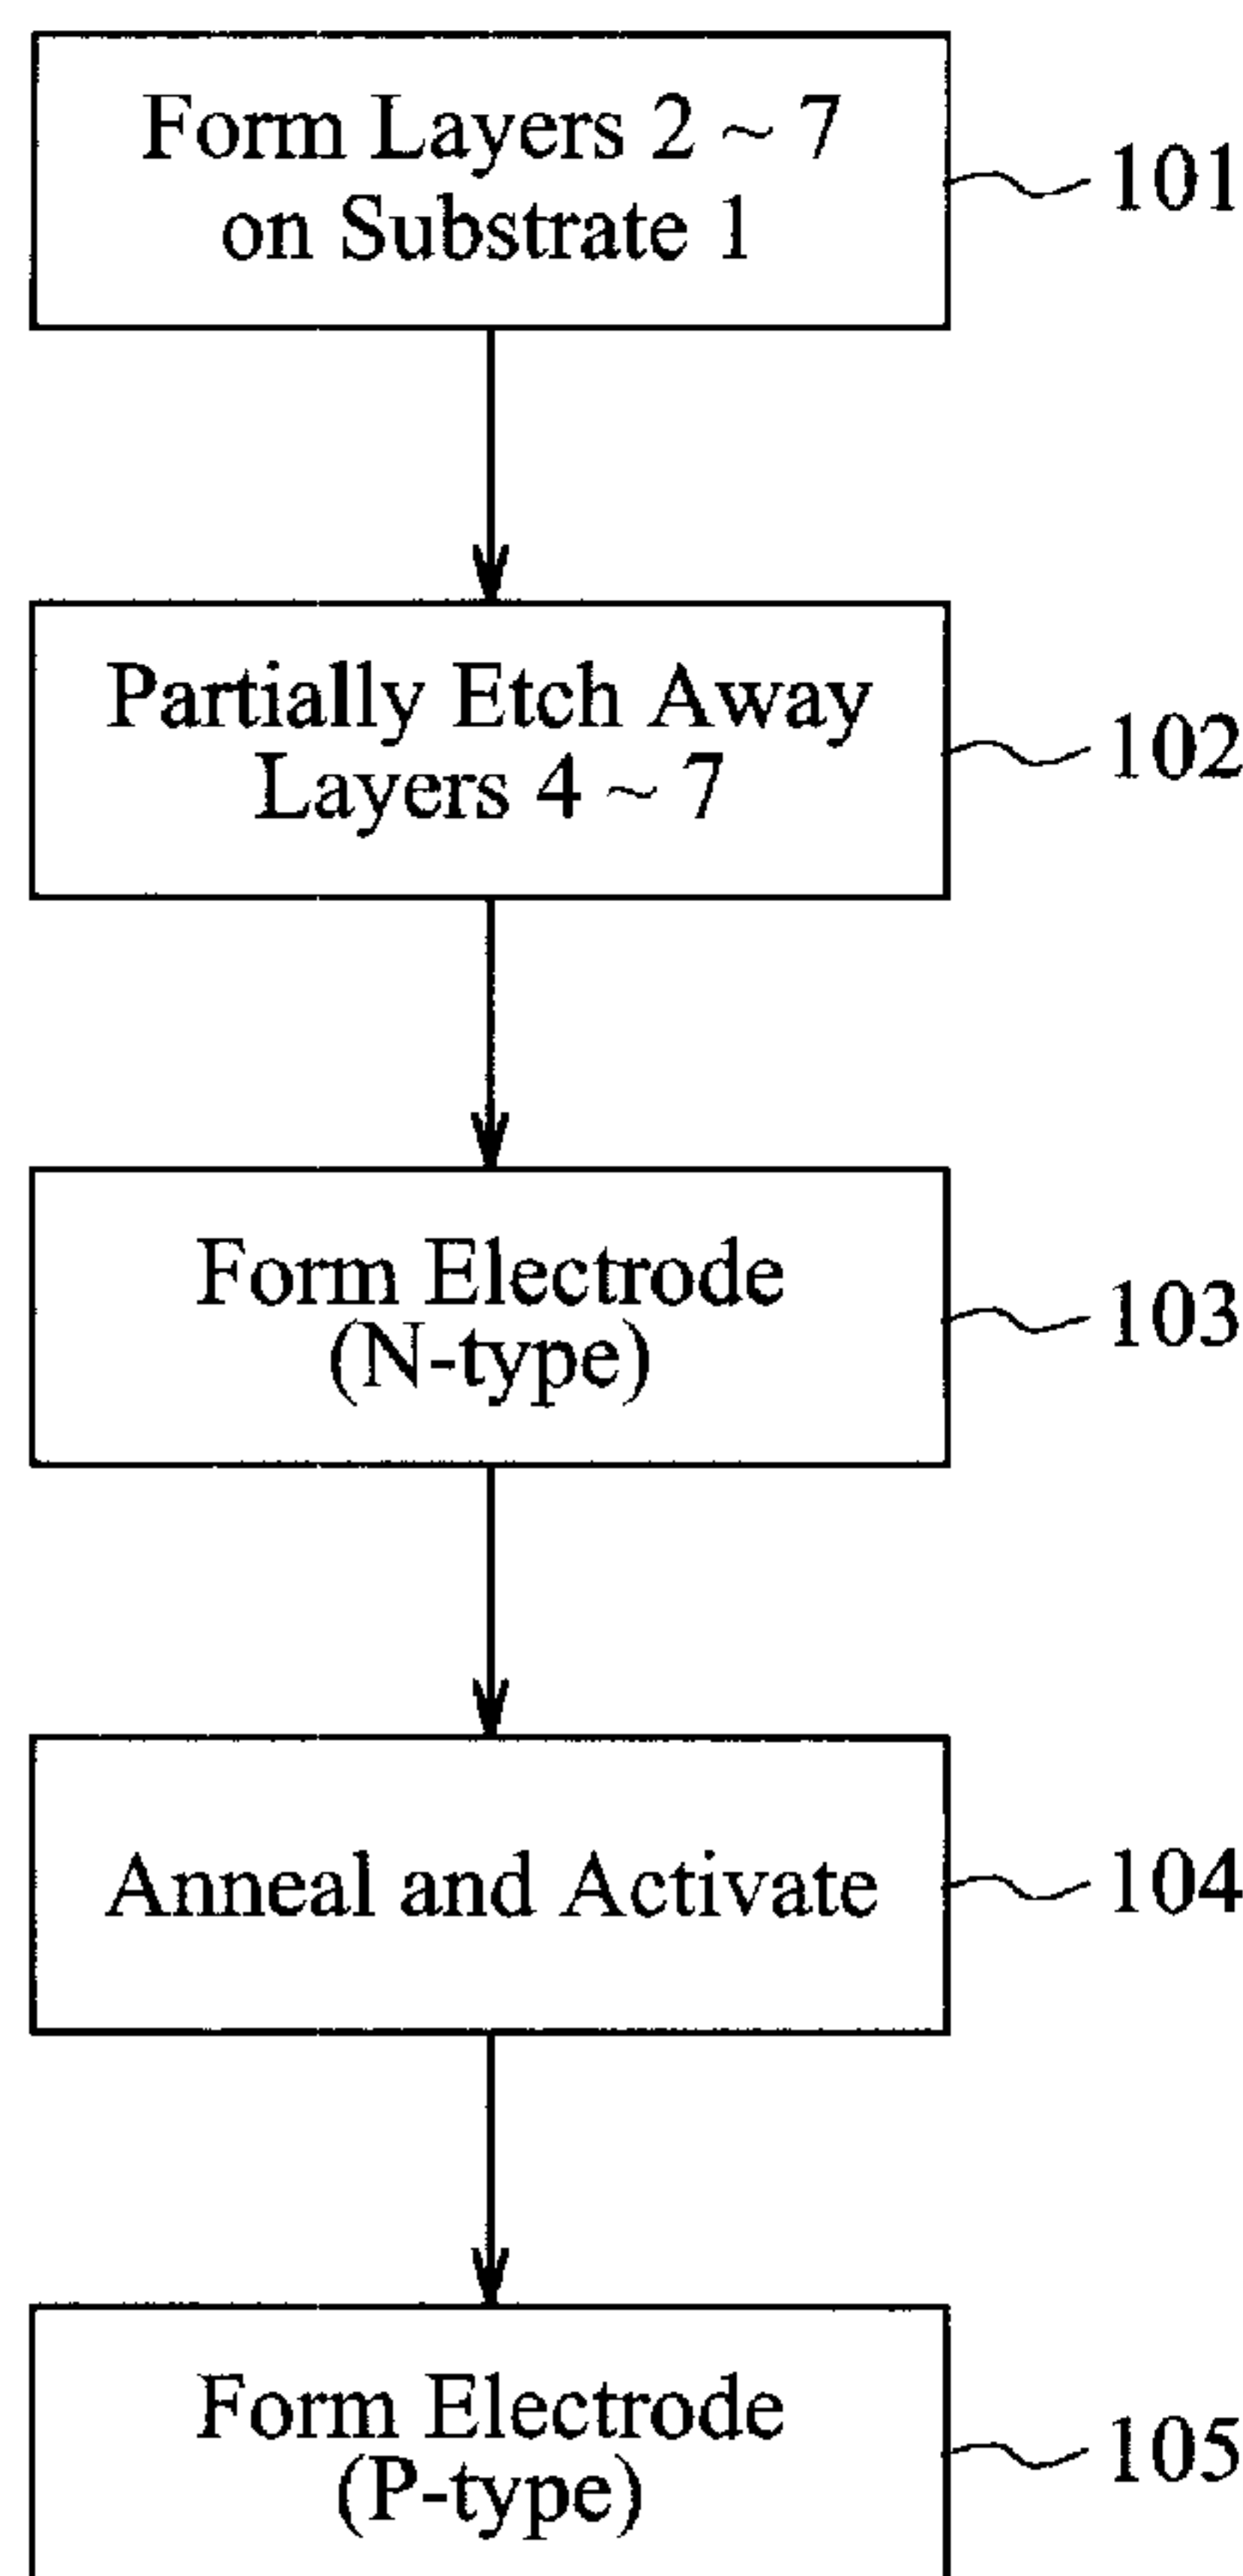 Form Layers 2 ~ 7
on Substrate 1
101
Partially Etch Away
Layers 4 ~ 7
102
Form Electrode
(N-type)
103
Anneal and Activate
104
Form Electrode
(P-type)
105